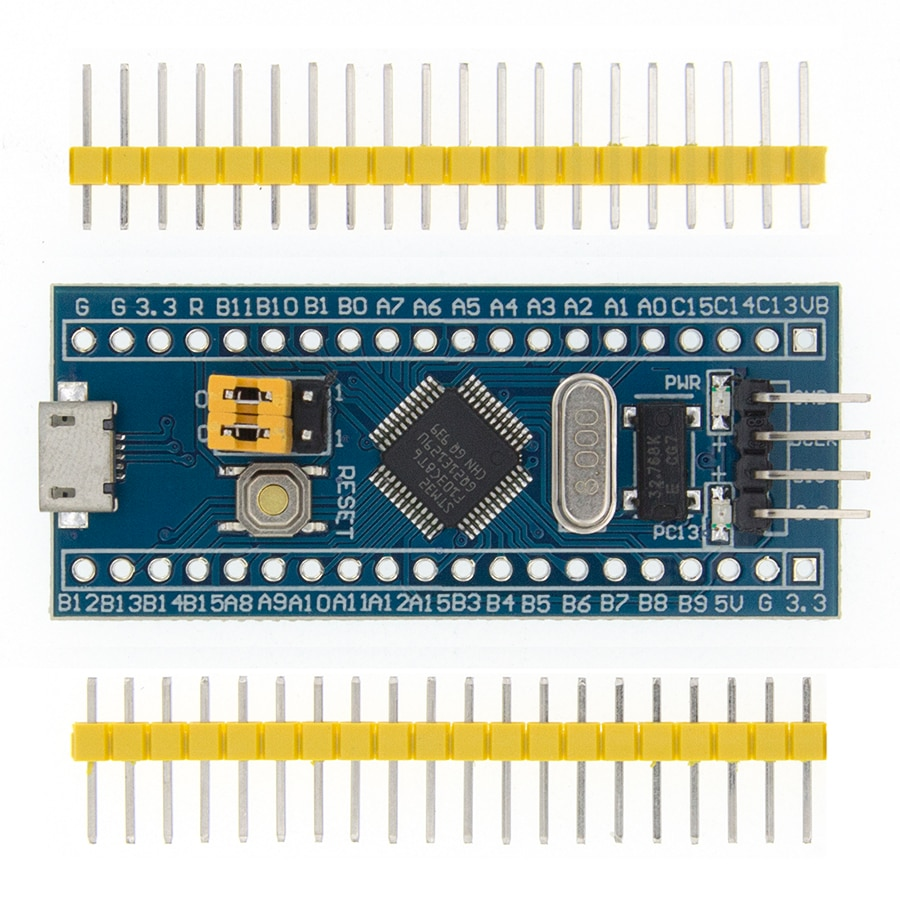 G G 3.3 R B11 B10 B1 B0 A7 A6 A5 A4 A3 A2 A1 A0 C15 C14 C13 VB
PWR
0 1
0 1
8.000
32.768K
E CG7
STM32
F103C8T6
RESET
PC13
B12 B13 B14 B15 A8 A9 A10 A11 A12 A15 B3 B4 B5 B6 B7 B8 B9 5V G 3.3